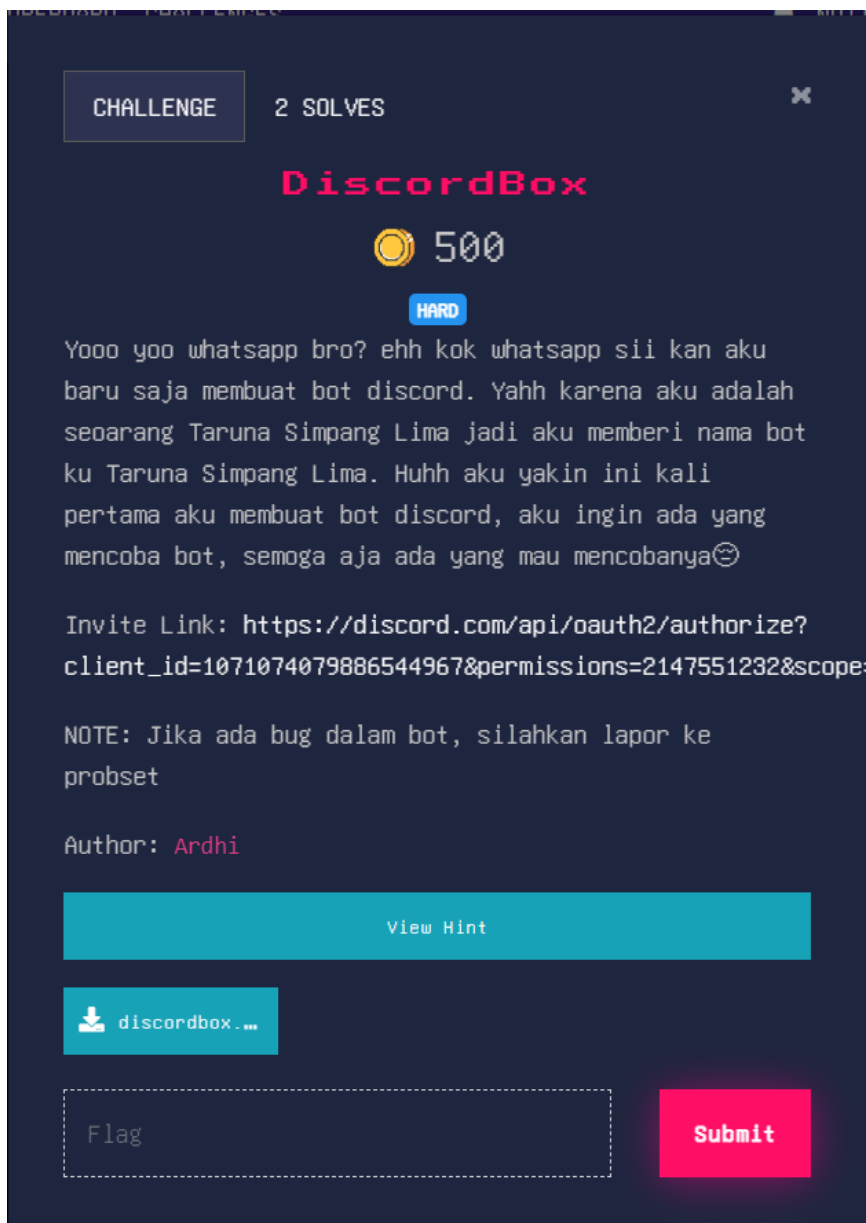 CHALLENGE
2 SOLVES
DiscordBox
500
HARD
Yooo yoo whatsapp bro? ehh kok whatsapp sii kan aku
baru saja membuat bot discord. Yahh karena aku adalah
seoarang Taruna Simpang Lima jadi aku memberi nama bot
ku Taruna Simpang Lima. Huhh aku yakin ini kali
pertama aku membuat bot discord, aku ingin ada yang
mencoba bot, semoga aja ada yang mau mencobanya😔
Invite Link: https://discord.com/api/oauth2/authorize?
client_id=1071074079886544967&permissions=2147551232&scope=
NOTE: Jika ada bug dalam bot, silahkan lapor ke
probset
Author: Ardhi
View Hint
discordbox.…
Flag
Submit